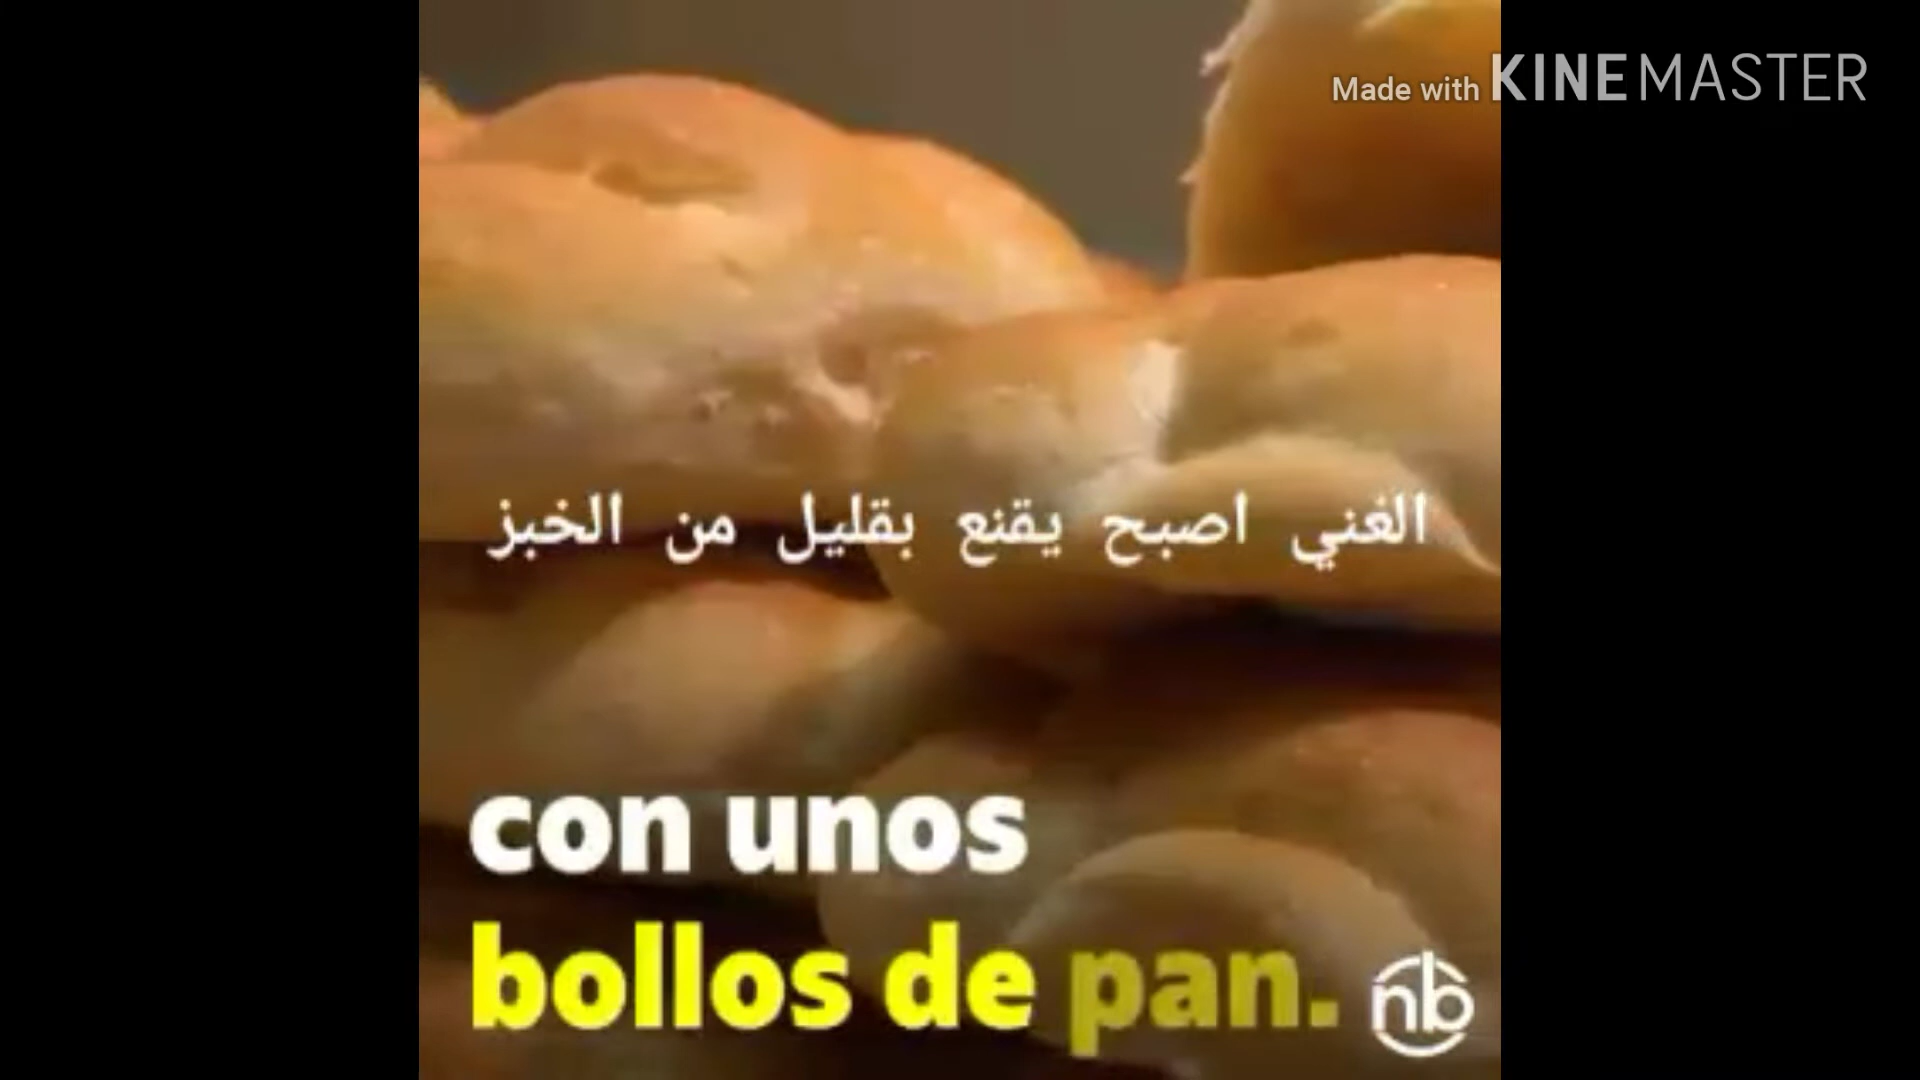 Made with KINEMASTER
الغني اصبح يقنع بقليل من الخبز
con unos
bollos de pan.
nb